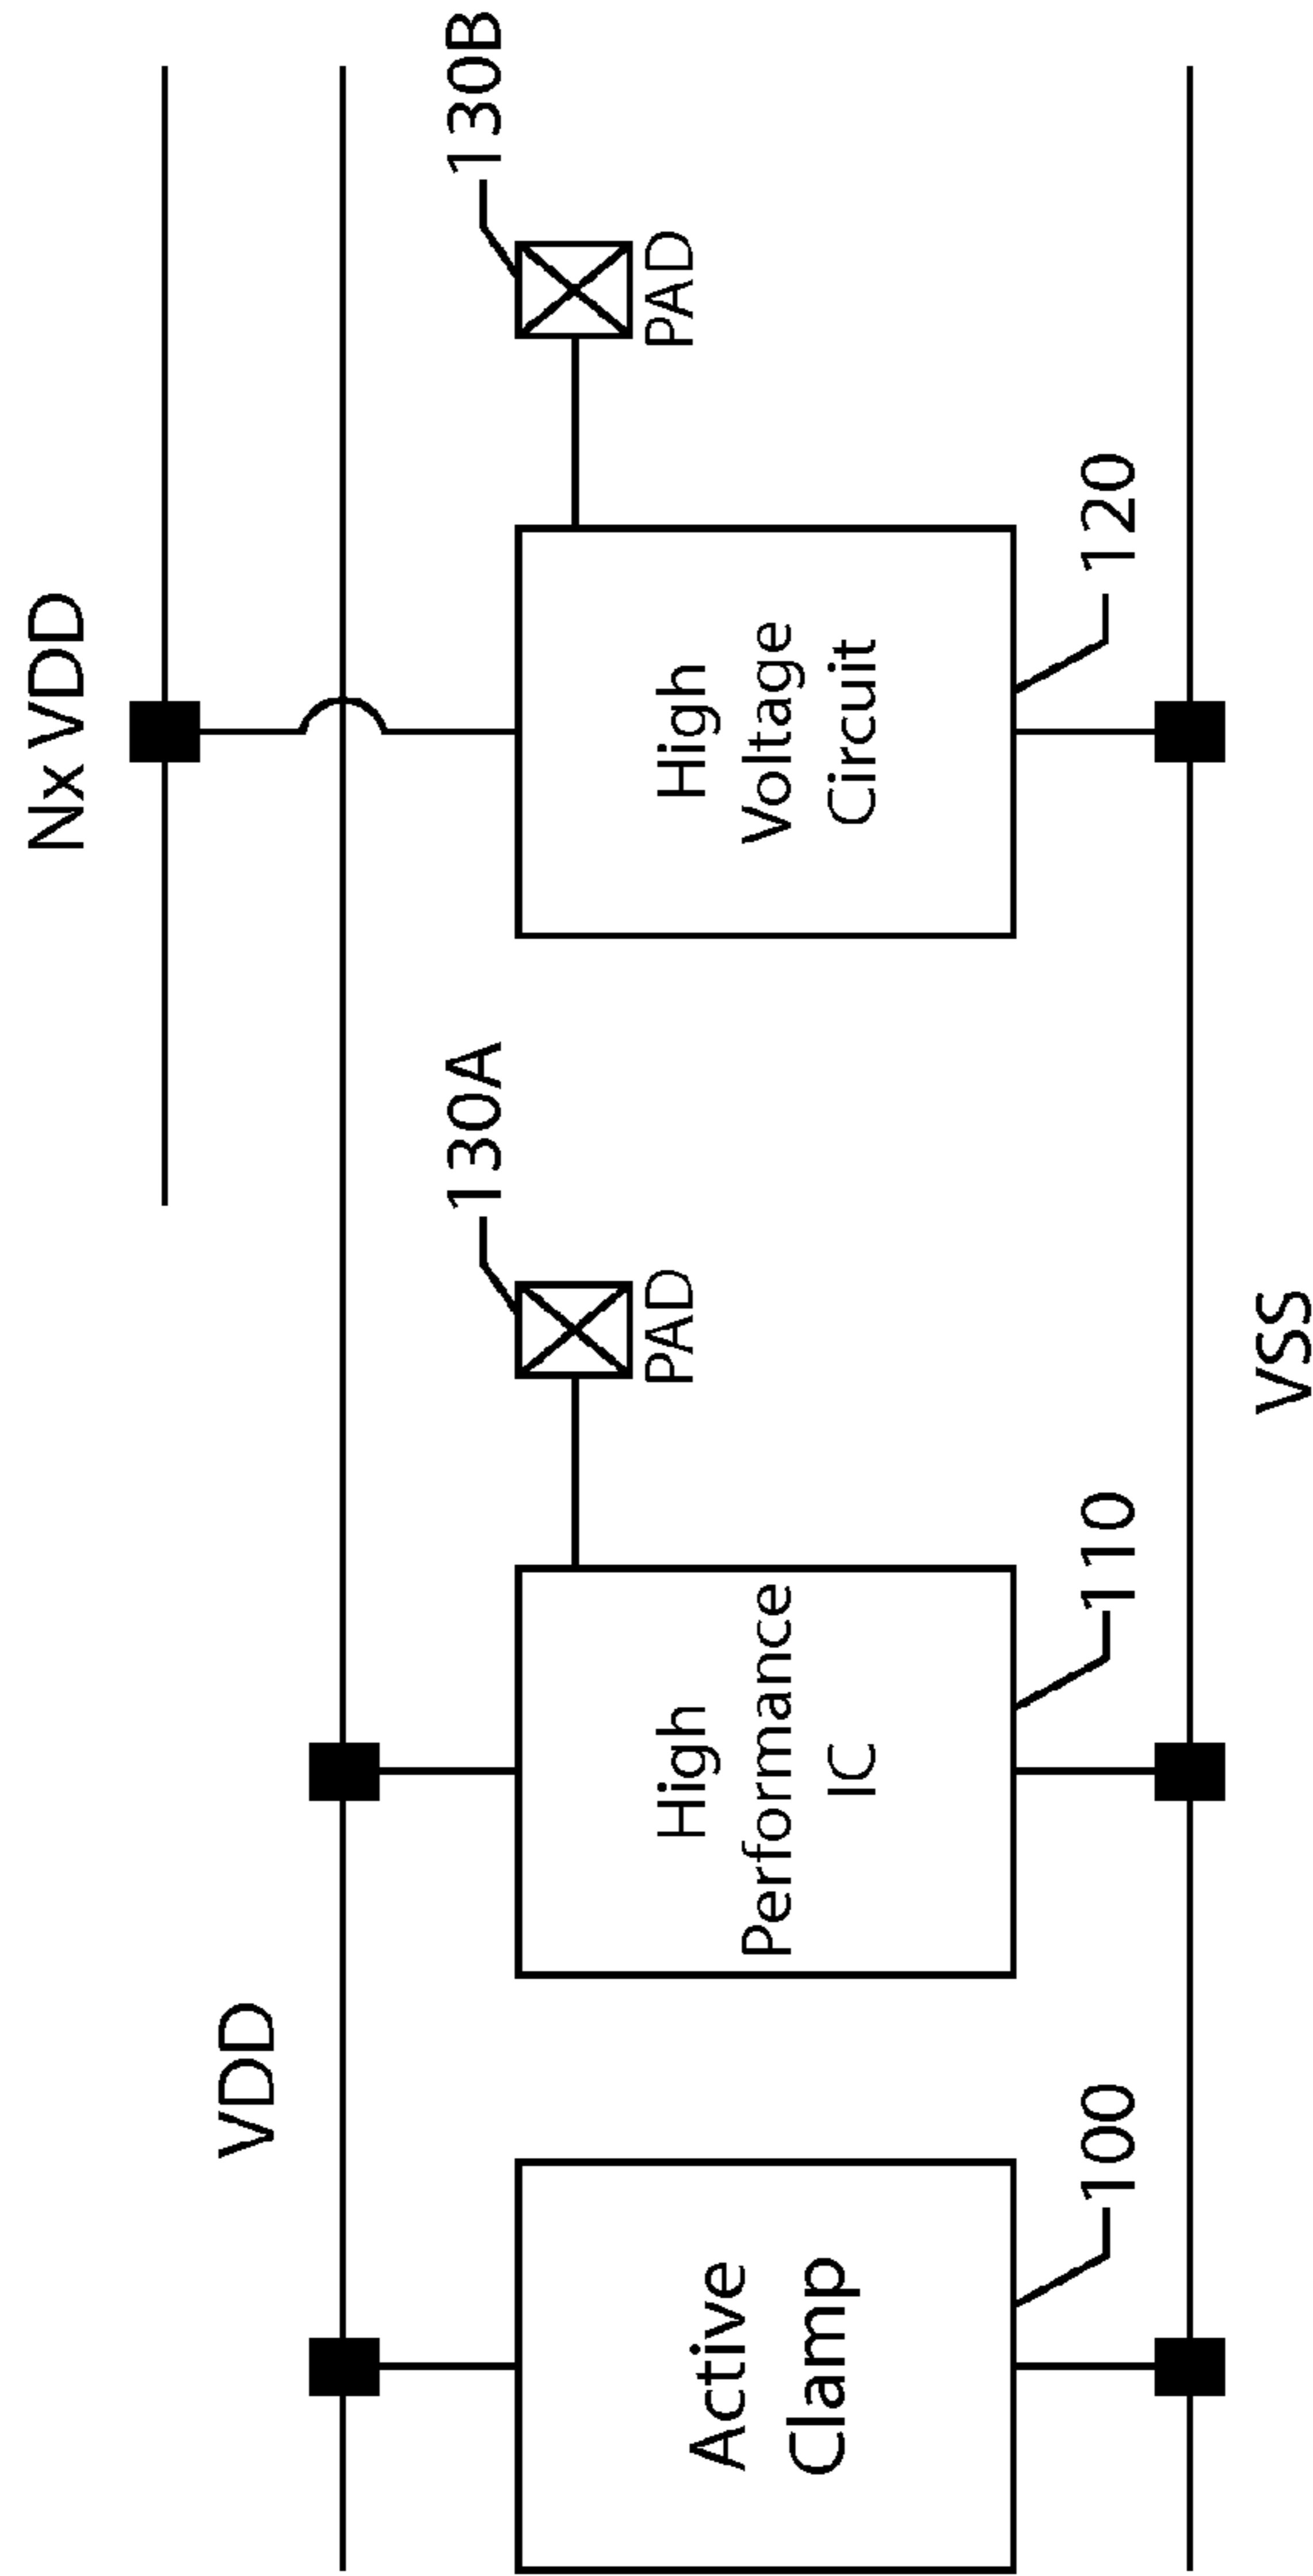 Nx VDD
VDD
130A
130B
PAD
PAD
Active
Clamp
High
Performance
IC
High
Voltage
Circuit
100
110
120
VSS